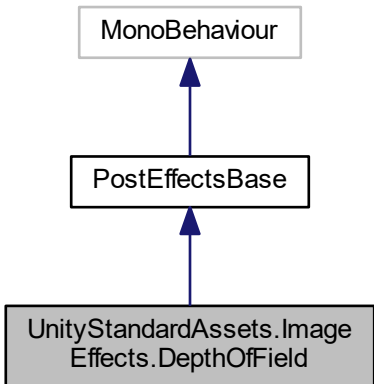 MonoBehaviour
PostEffectsBase
UnityStandardAssets.Image
Effects.DepthOfField